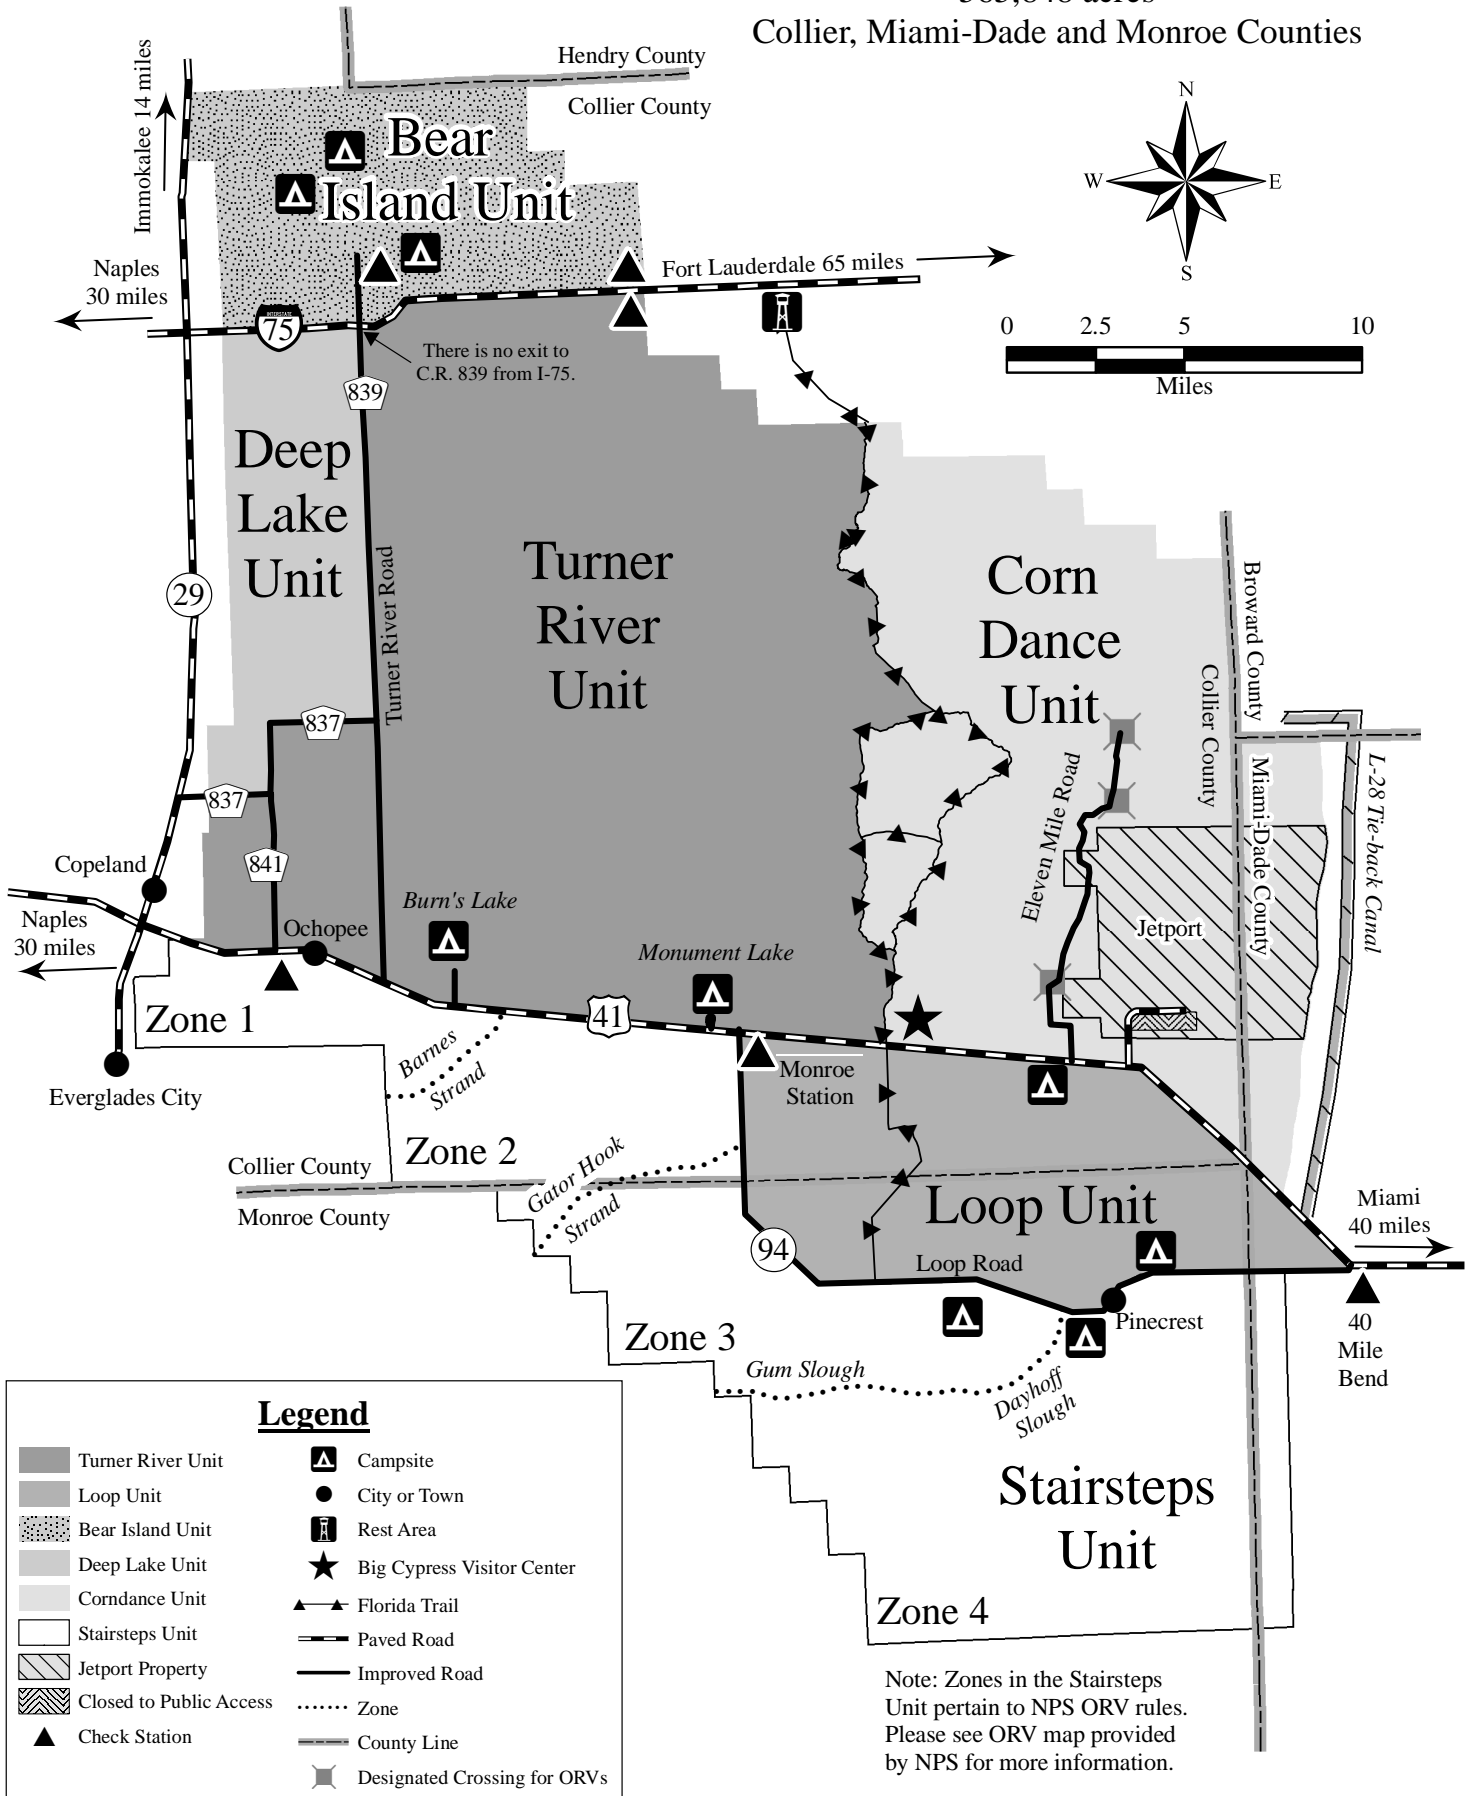 Collier, Miami-Dade and Monroe Counties
Hendry County
Collier County
Immokalee 14 miles
Bear
Island Unit
N
W
E
S
Naples
30 miles
Fort Lauderdale 65 miles
INTERSTATE
75
There is no exit to
C.R. 839 from I-75.
0
2.5
5
10
Miles
839
Deep
Lake
Unit
Turner River Road
29
Turner
River
Unit
Corn
Dance
Unit
Broward County
Collier County
Miami-Dade County
L-28 Tie-back Canal
837
837
841
Eleven Mile Road
Jetport
Copeland
Naples
30 miles
Ochopee
Burn's Lake
Monument Lake
Zone 1
41
Everglades City
Barnes
Strand
Monroe
Station
Zone 2
Gator Hook
Strand
Collier County
Monroe County
Loop Unit
94
Loop Road
Miami
40 miles
Pinecrest
40
Mile
Bend
Zone 3
Gum Slough
Dayhoff
Slough
Stairsteps
Unit
Zone 4
Legend
Turner River Unit
Loop Unit
Bear Island Unit
Deep Lake Unit
Corndance Unit
Stairsteps Unit
Jetport Property
Closed to Public Access
Check Station
Campsite
City or Town
Rest Area
Big Cypress Visitor Center
Florida Trail
Paved Road
Improved Road
Zone
County Line
Designated Crossing for ORVs
Note: Zones in the Stairsteps
Unit pertain to NPS ORV rules.
Please see ORV map provided
by NPS for more information.